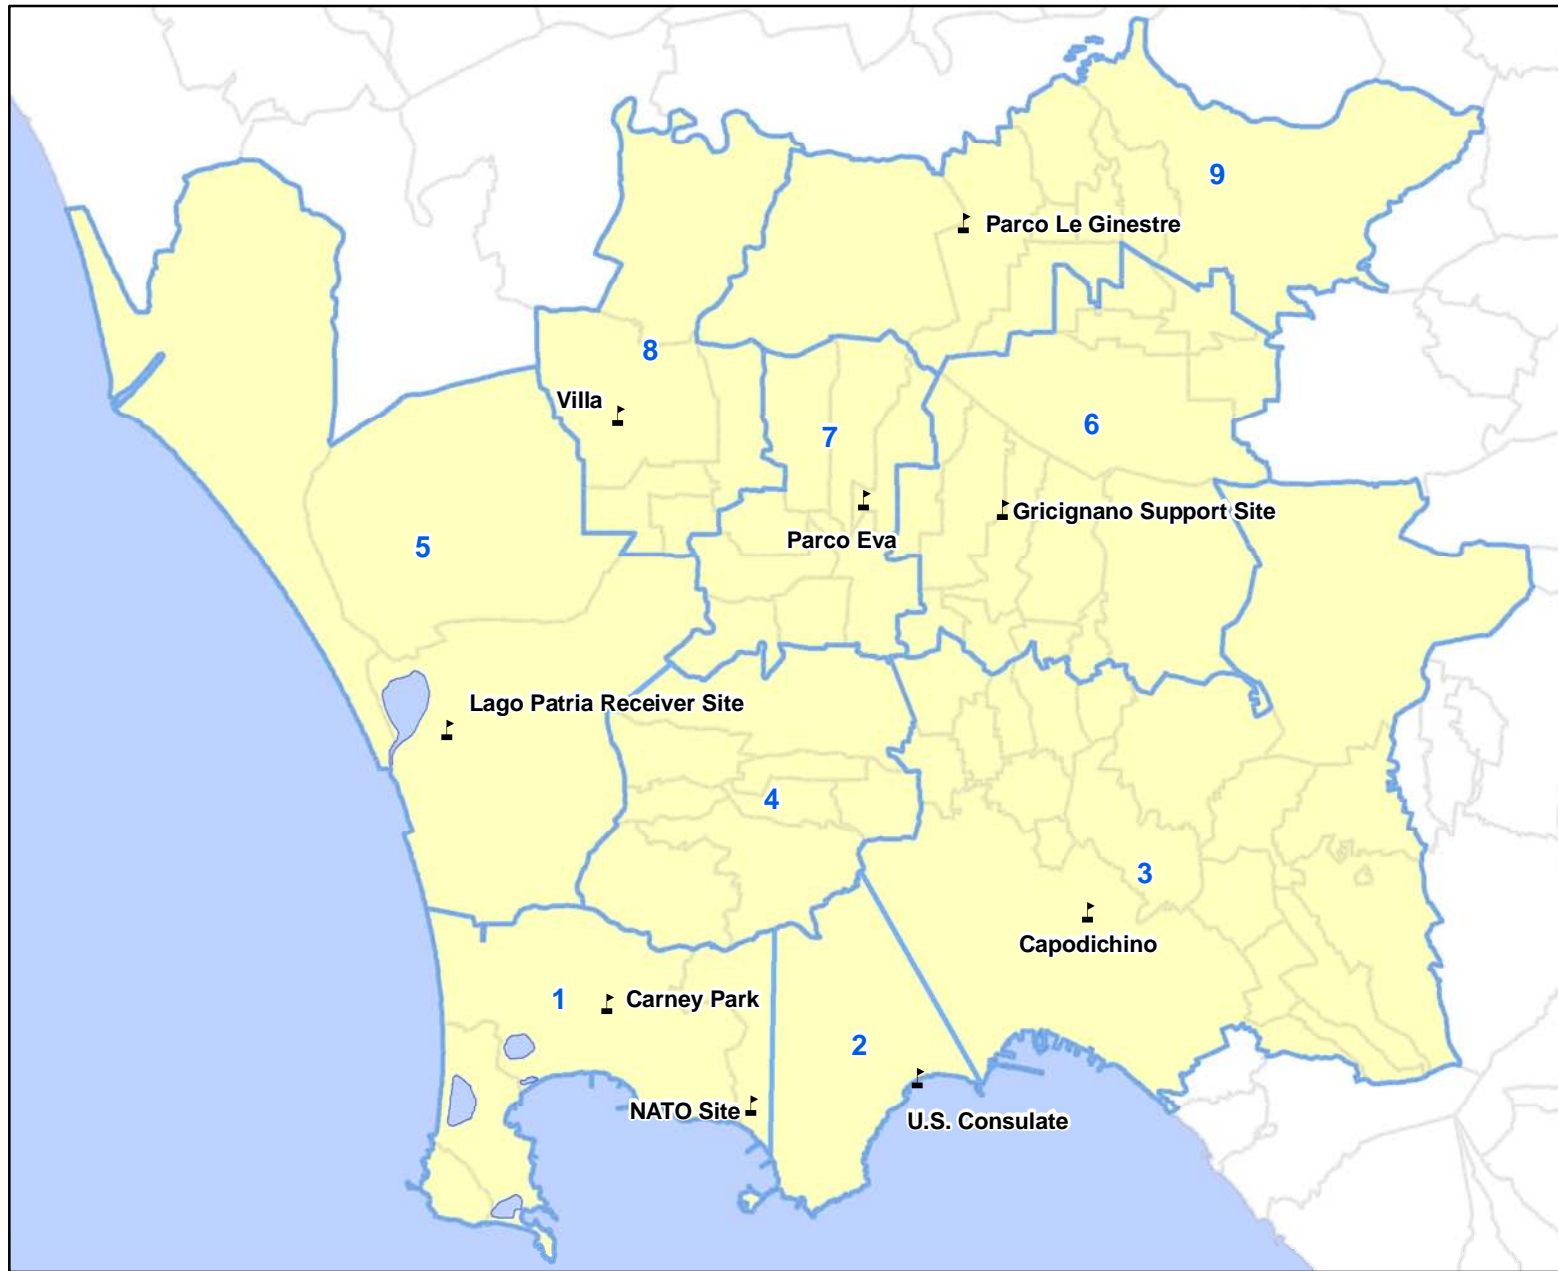 9
Parco Le Ginestre
8
Villa
7
6
Parco Eva
Gricignano Support Site
5
Lago Patria Receiver Site
4
3
Capodichino
1
Carney Park
2
NATO Site
U.S. Consulate